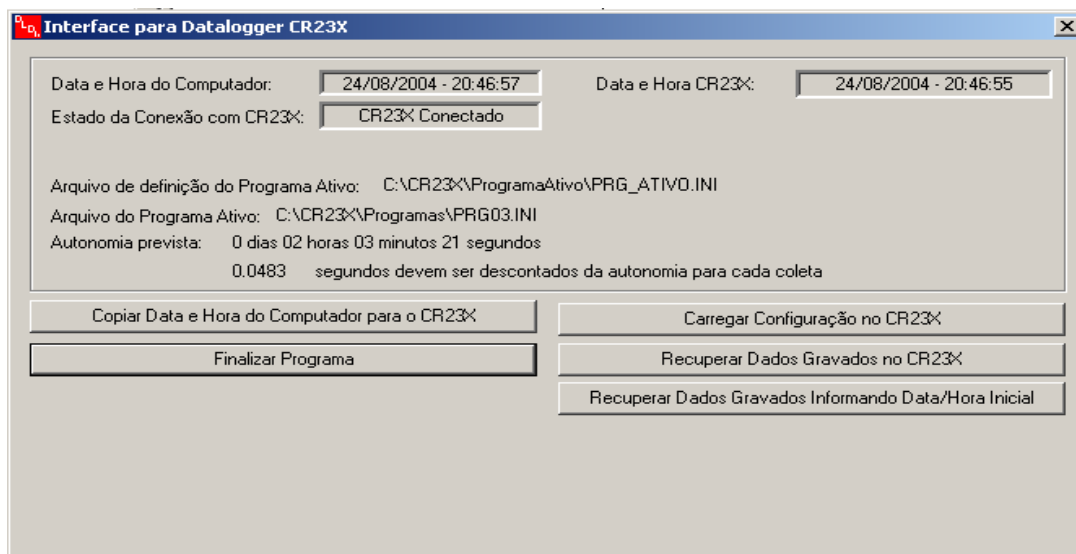 DLDL Interface para Datalogger CR23X
Data e Hora do Computador: 24/08/2004 - 20:46:57 Data e Hora CR23X: 24/08/2004 - 20:46:55
Estado da Conexão com CR23X: CR23X Conectado
Arquivo de definição do Programa Ativo: C:\CR23X\ProgramaAtivo\PRG_ATIVO.INI
Arquivo do Programa Ativo: C:\CR23X\Programas\PRG03.INI
Autonomia prevista: 0 dias 02 horas 03 minutos 21 segundos
0.0483 segundos devem ser descontados da autonomia para cada coleta
Copiar Data e Hora do Computador para o CR23X
Carregar Configuração no CR23X
Finalizar Programa
Recuperar Dados Gravados no CR23X
Recuperar Dados Gravados Informando Data/Hora Inicial